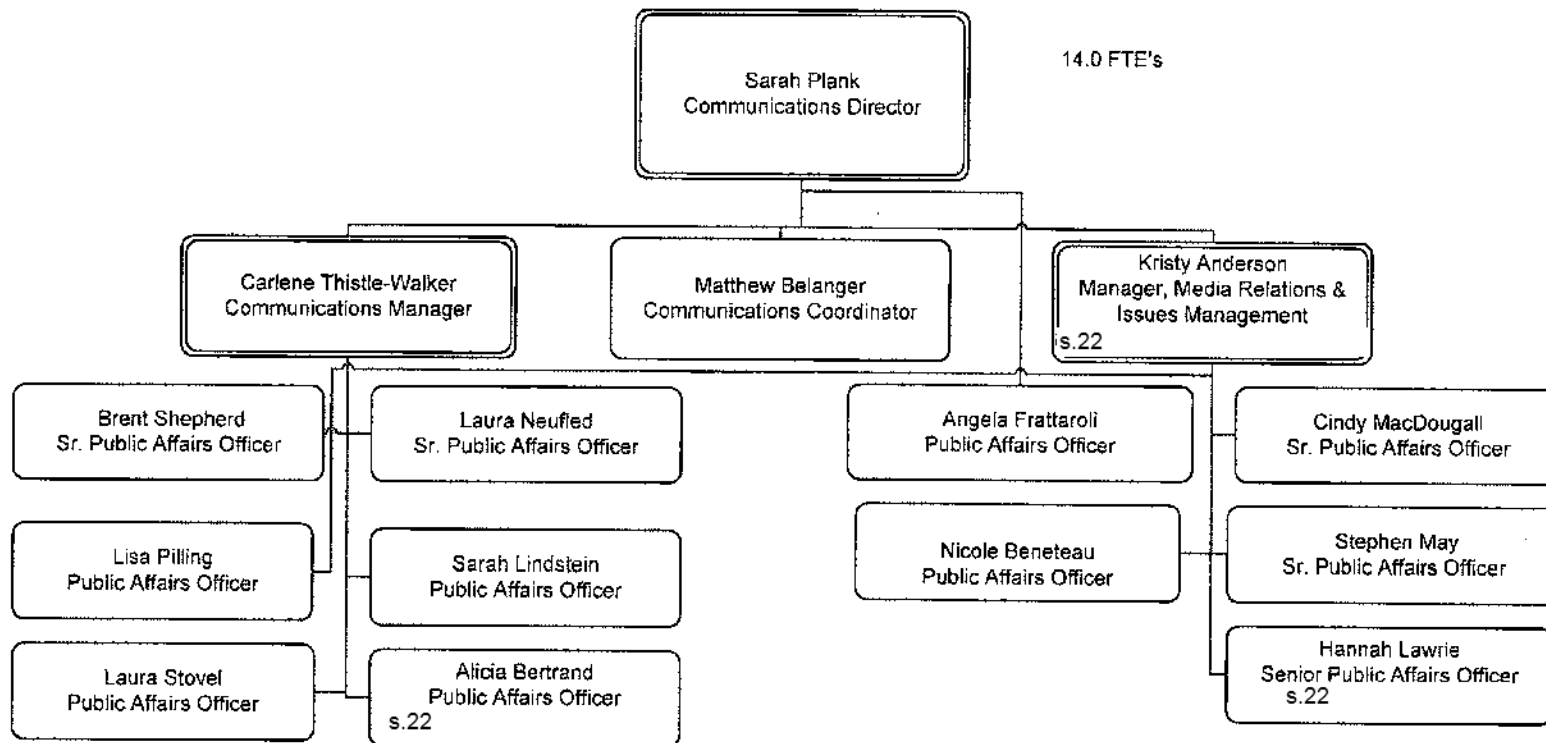 14.0 FTE's
Sarah Plank
Communications Director
Carlene Thistle-Walker
Communications Manager
Matthew Belanger
Communications Coordinator
Kristy Anderson
Manager, Media Relations &
Issues Management
s.22
Brent Shepherd
Sr. Public Affairs Officer
Laura Neufled
Sr. Public Affairs Officer
Angela Frattaroli
Public Affairs Officer
Cindy MacDougall
Sr. Public Affairs Officer
Lisa Pilling
Public Affairs Officer
Sarah Lindstein
Public Affairs Officer
Nicole Beneteau
Public Affairs Officer
Stephen May
Sr. Public Affairs Officer
Laura Stovel
Public Affairs Officer
Alicia Bertrand
Public Affairs Officer
s.22
Hannah Lawrie
Senior Public Affairs Officer
s.22